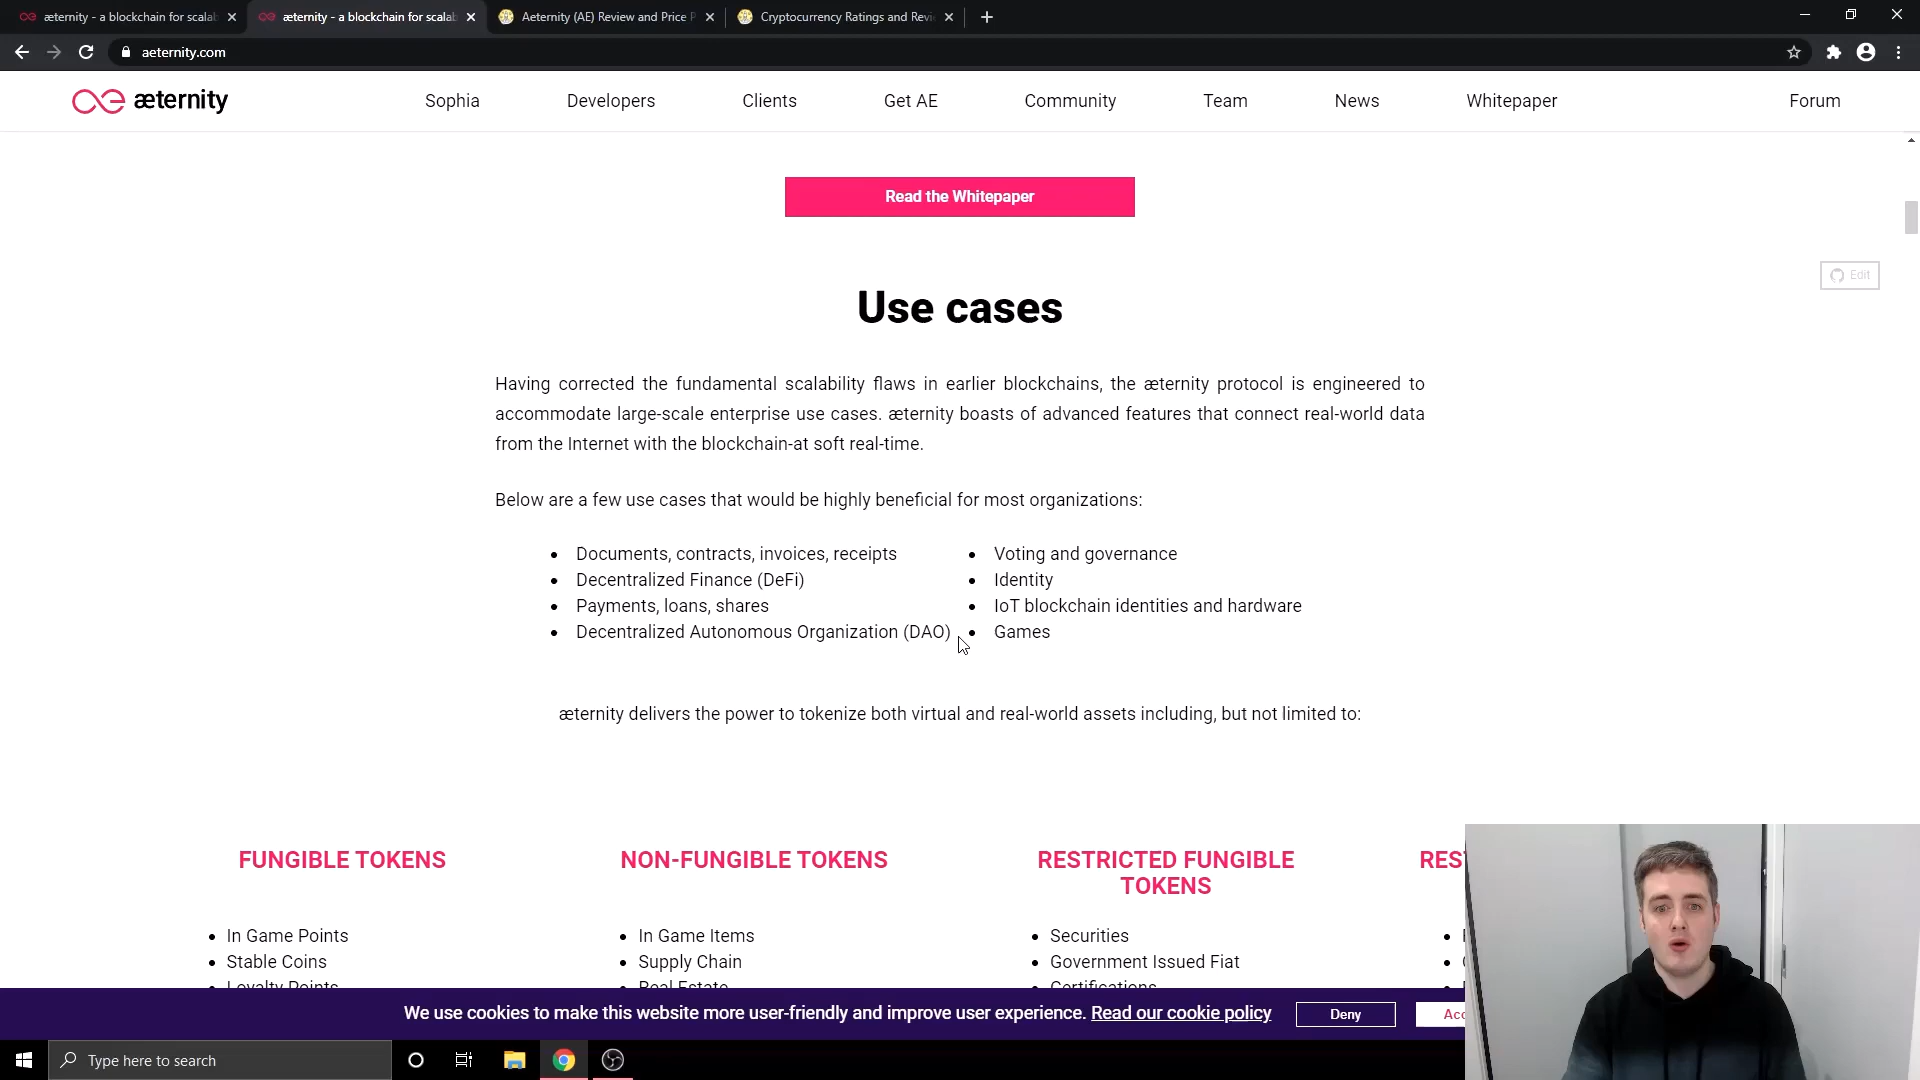 æternity - a blockchain for scalab
æternity - a blockchain for scalab
Aeternity (AE) Review and Price P
Cryptocurrency Ratings and Revi
aeternity.com
æternity
Sophia
Developers
Clients
Get AE
Community
Team
News
Whitepaper
Forum
Read the Whitepaper
Edit
Use cases
Having corrected the fundamental scalability flaws in earlier blockchains, the æternity protocol is engineered to
accommodate large-scale enterprise use cases. æternity boasts of advanced features that connect real-world data
from the Internet with the blockchain-at soft real-time.
Below are a few use cases that would be highly beneficial for most organizations:
• Documents, contracts, invoices, receipts
• Decentralized Finance (DeFi)
• Payments, loans, shares
• Decentralized Autonomous Organization (DAO)
• Voting and governance
• Identity
• IoT blockchain identities and hardware
• Games
æternity delivers the power to tokenize both virtual and real-world assets including, but not limited to:
FUNGIBLE TOKENS
• In Game Points
• Stable Coins
• Loyalty Points
NON-FUNGIBLE TOKENS
• In Game Items
• Supply Chain
• Real Estate
RESTRICTED FUNGIBLE
TOKENS
• Securities
• Government Issued Fiat
• Certifications
RES
We use cookies to make this website more user-friendly and improve user experience. Read our cookie policy
Deny
Acc
Type here to search